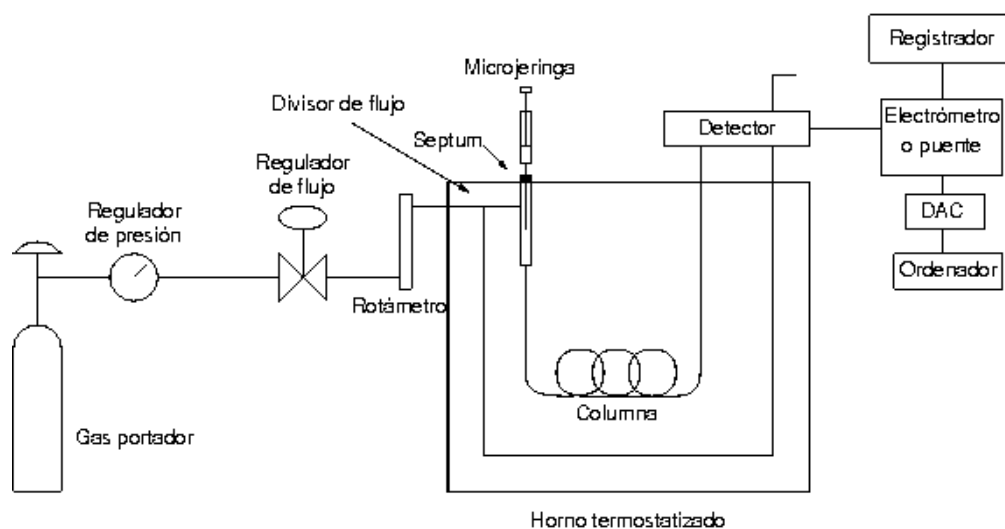 Registrador
Microjeringa
Divisor de flujo
Septum
Detector
Electrómetro
o puente
Regulador
de flujo
Regulador
de presión
DAC
Ordenador
Rotámetro
Columna
Gas portador
Horno termostatizado